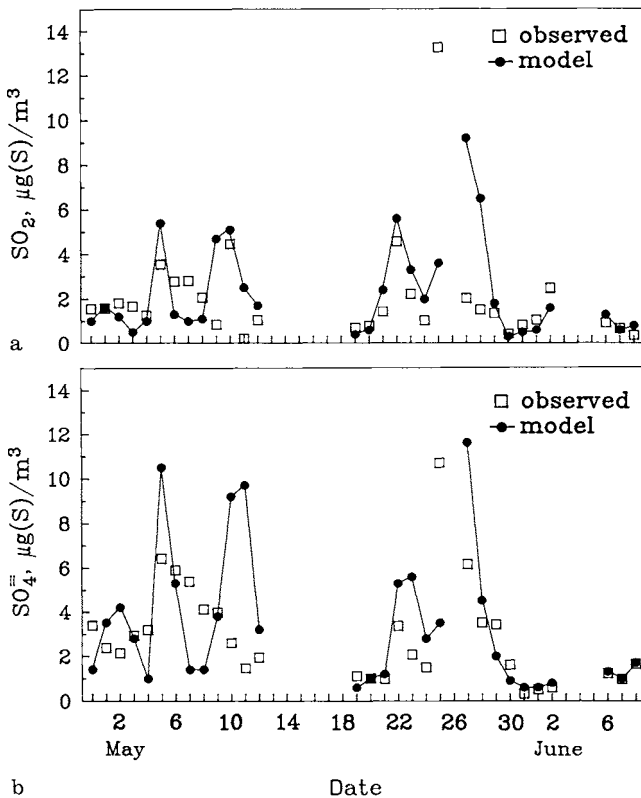 14
12
10
8
6
4
2
0
SO₂, μg(S)/m³
□ observed
● model
a
14
12
10
8
6
4
2
0
SO₄⁼, μg(S)/m³
□ observed
● model
2 6 10 14 18 22 26 30 2 6
May June
b Date